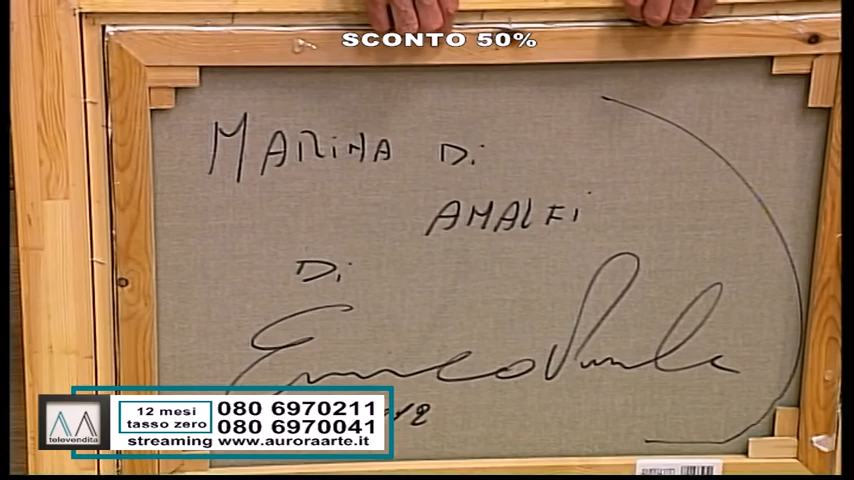 SCONTO 50%
MARINA Di
AMALFi
Di
12 mesi
tasso zero
080 6970211
080 6970041
streaming www.auroraarte.it
televendita